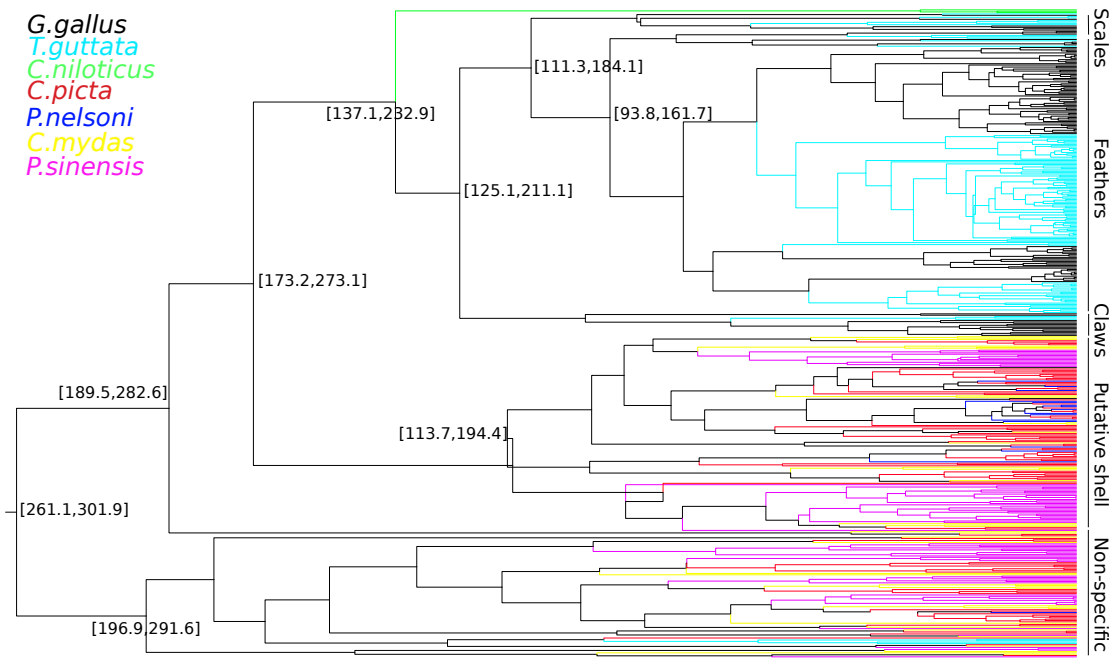 G.gallus
T.guttata
C.niloticus
C.picta
P.nelsoni
C.mydas
P.sinensis
[111.3,184.1]
[137.1,232.9]
[93.8,161.7]
[125.1,211.1]
[173.2,273.1]
[189.5,282.6]
[113.7,194.4]
[261.1,301.9]
[196.9,291.6]
Scales
Feathers
Claws
Putative shell
Non-specific